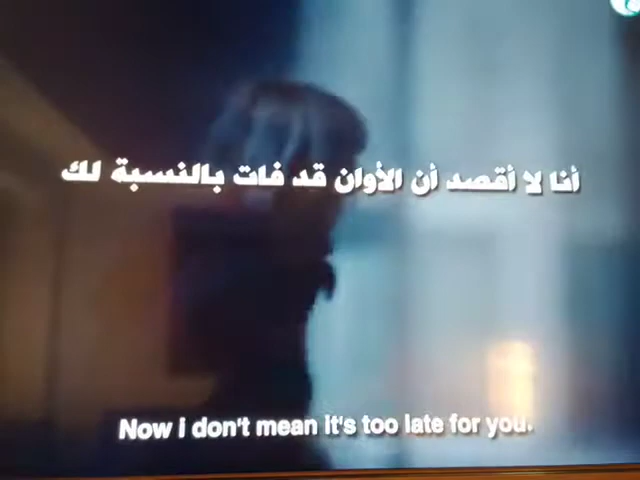 أنا لا أقصد أن الأوان قد فات بالنسبة لك
Now i don't mean it's too late for you.